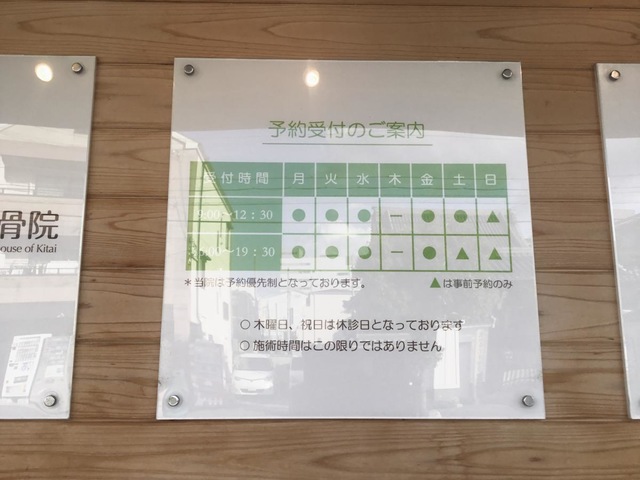 骨院
ouse of Kitai
予約受付のご案内
受付時間 月 火 水 木 金 土 日
9:00～12:30 ● ● ● － ● ● ▲
～19:30 ● ● ● － ● ▲ ▲
＊当院は予約優先制となっております。 ▲は事前予約のみ
○ 木曜日、祝日は休診日となっております
○ 施術時間はこの限りではありません